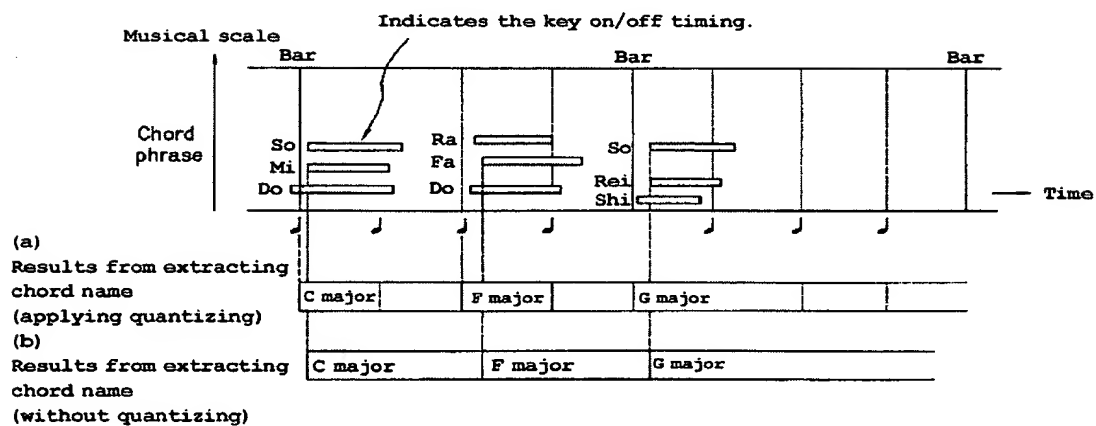 Indicates the key on/off timing.
Musical scale
Bar Bar Bar
Chord
phrase
So Ra So
Mi Fa Rei
Do Do Shi
Time
(a)
Results from extracting
chord name
(applying quantizing)
C major F major G major
(b)
Results from extracting
chord name
(without quantizing)
C major F major G major